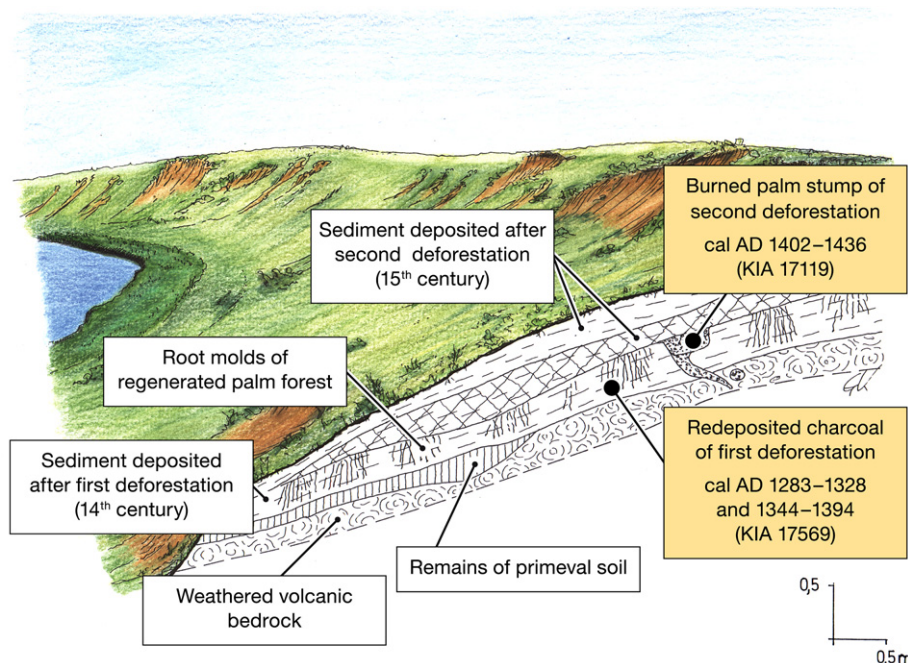 Burned palm stump of
second deforestation
cal AD 1402–1436
(KIA 17119)
Sediment deposited after
second deforestation
(15th century)
Root molds of
regenerated palm forest
Sediment deposited
after first deforestation
(14th century)
Redeposited charcoal
of first deforestation
cal AD 1283–1328
and 1344–1394
(KIA 17569)
Remains of primeval soil
Weathered volcanic
bedrock
0,5
0.5m